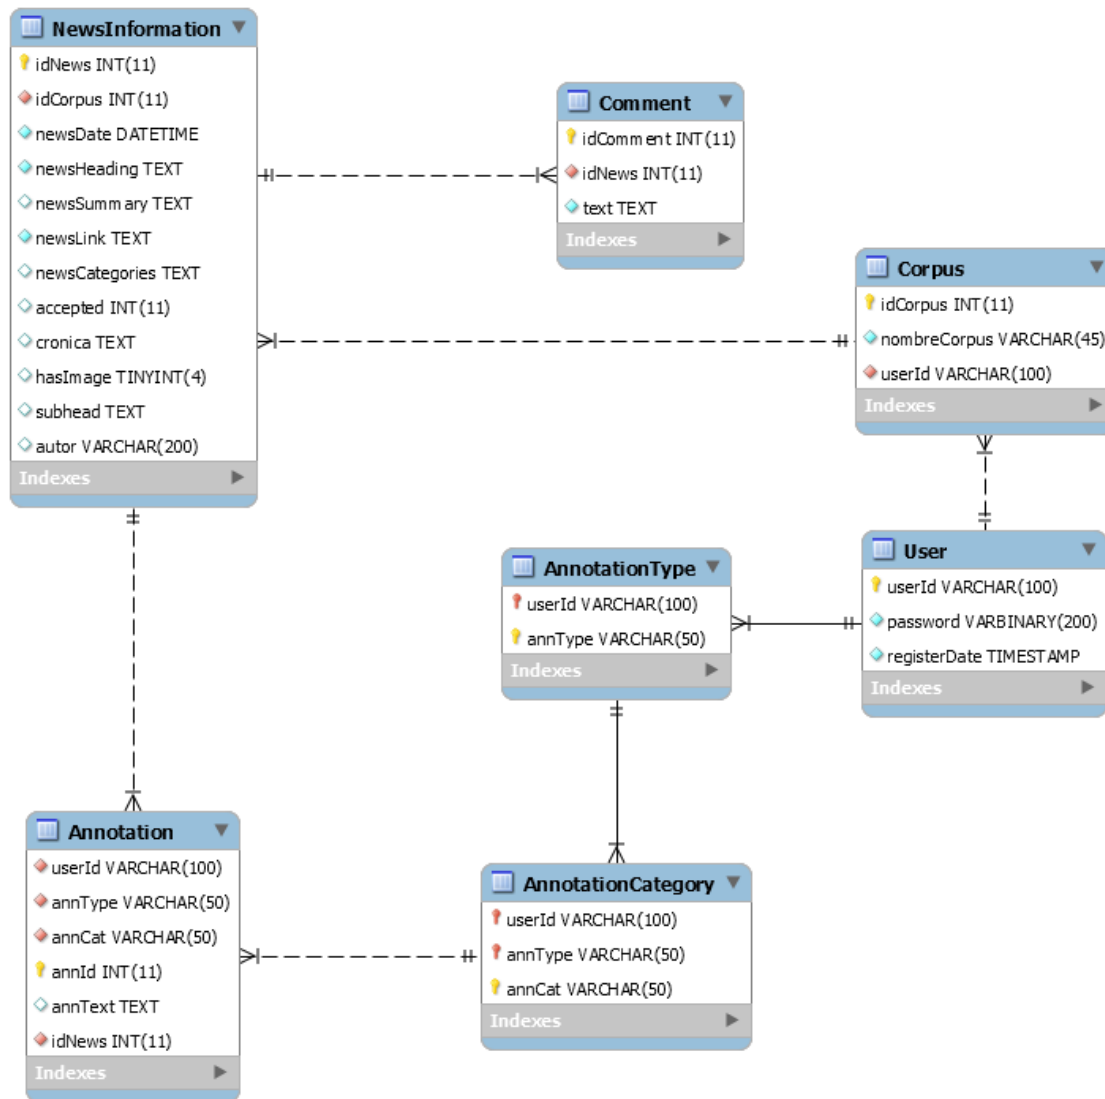 NewsInformation
idNews INT(11)
idCorpus INT(11)
newsDate DATETIME
newsHeading TEXT
newsSummary TEXT
newsLink TEXT
newsCategories TEXT
accepted INT(11)
cronica TEXT
hasImage TINYINT(4)
subhead TEXT
autor VARCHAR(200)
Indexes
Comment
idComment INT(11)
idNews INT(11)
text TEXT
Indexes
Corpus
idCorpus INT(11)
nombreCorpus VARCHAR(45)
userId VARCHAR(100)
Indexes
User
userId VARCHAR(100)
password VARBINARY(200)
registerDate TIMESTAMP
Indexes
AnnotationType
userId VARCHAR(100)
annType VARCHAR(50)
Indexes
Annotation
userId VARCHAR(100)
annType VARCHAR(50)
annCat VARCHAR(50)
annId INT(11)
annText TEXT
idNews INT(11)
Indexes
AnnotationCategory
userId VARCHAR(100)
annType VARCHAR(50)
annCat VARCHAR(50)
Indexes